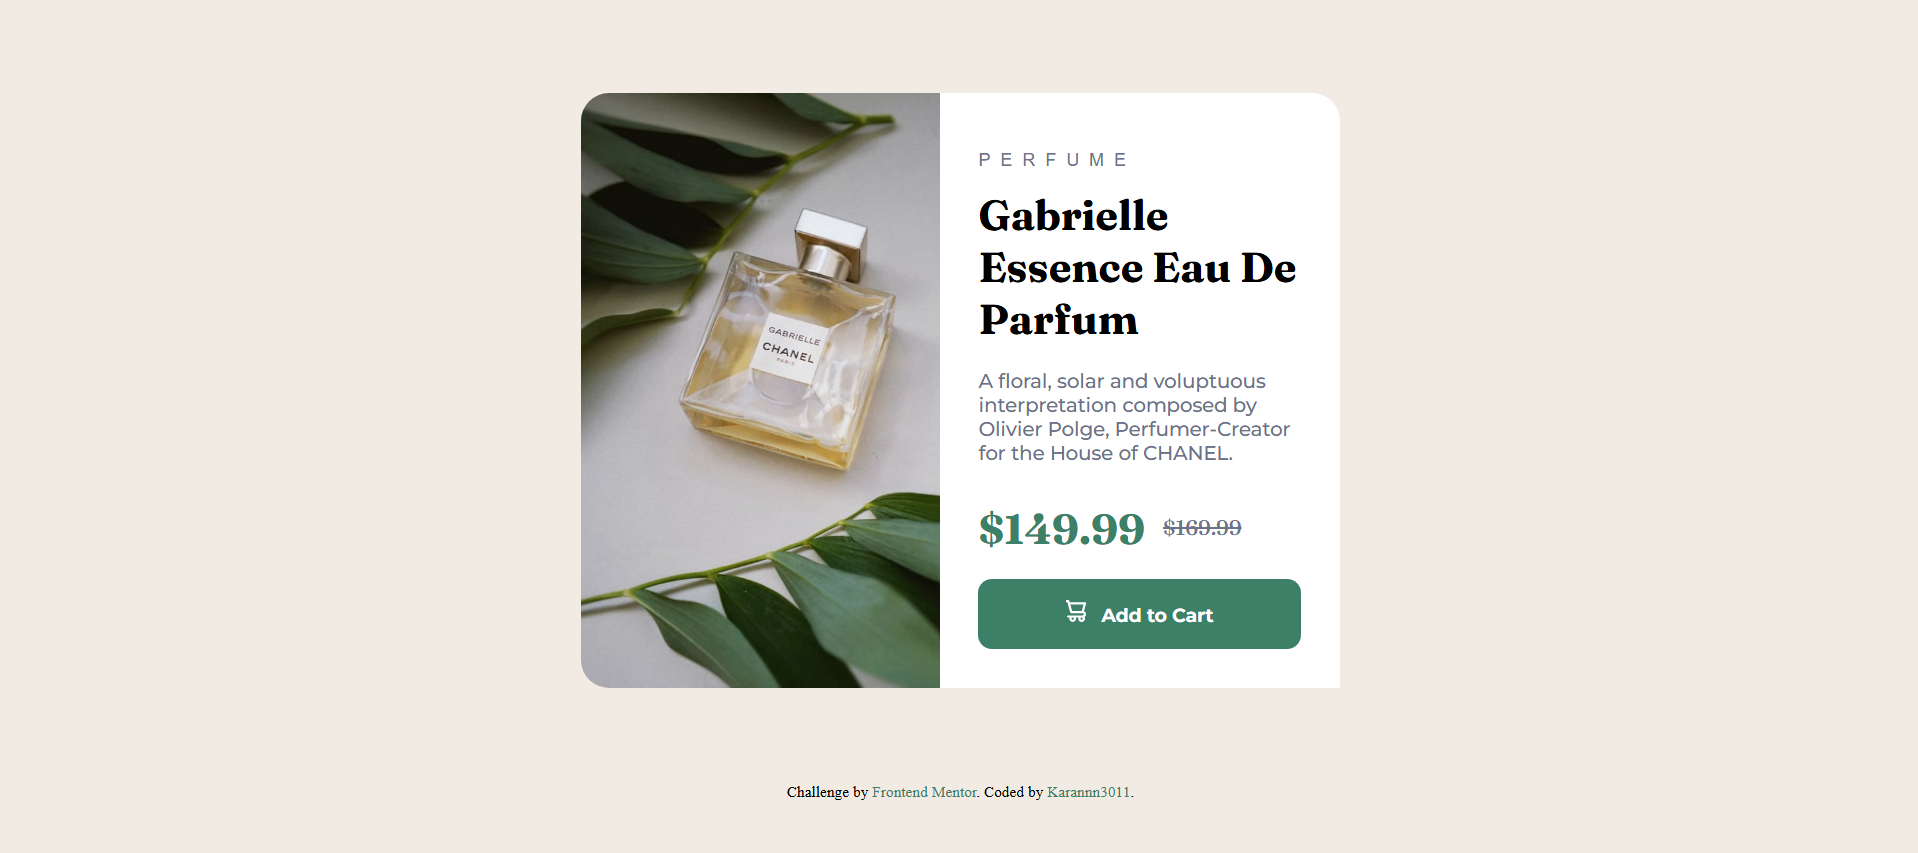 GABRIELLE
CHANEL
PARIS
PERFUME
Gabrielle
Essence Eau De
Parfum
A floral, solar and voluptuous
interpretation composed by
Olivier Polge, Perfumer-Creator
for the House of CHANEL.
$149.99 $169.99
Add to Cart
Challenge by Frontend Mentor. Coded by Karannn3011.